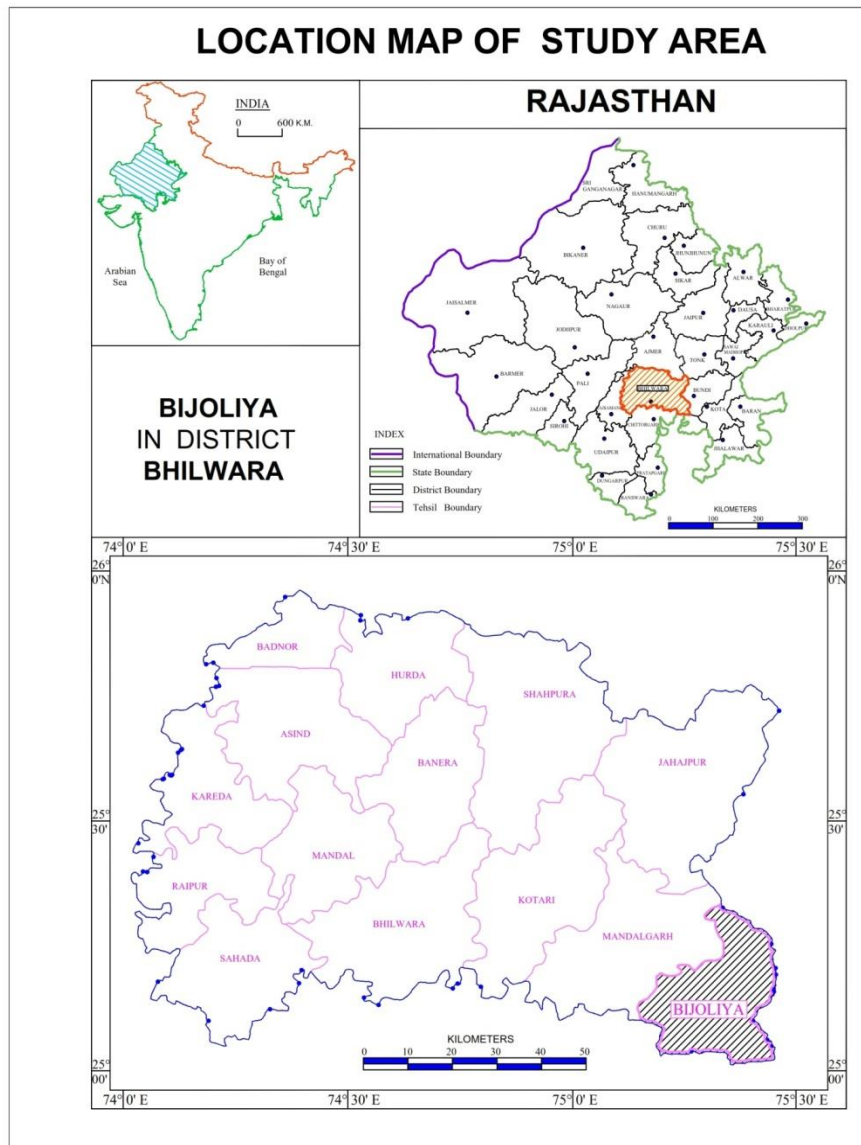 LOCATION MAP OF STUDY AREA
INDIA
0 600 K.M.
Arabian
Sea
Bay of
Bengal
BIJOLIYA
IN DISTRICT
BHILWARA
RAJASTHAN
SRI
GANGANAGAR
HANUMANGARH
CHURU
JHUNJHUNUN
BIKANER
SIKAR
ALWAR
JAISALMER
NAGAUR
JAIPUR
DAUSA
BHARATPUR
KARAULI
DHOLPUR
JODHPUR
AJMER
TONK
SAWAI
BARMER
PALI
BHILWARA
BUNDI
JALOR
KOTA
BARAN
SIROHI
CHITTORGARH
UDAIPUR
JHALAWAR
PRATAPGARH
DUNGARPUR
BANSWARA
INDEX
International Boundary
State Boundary
District Boundary
Tehsil Boundary
KILOMETERS
0 100 200 300
74° 0' E 74°30' E 75°0' E 75°30' E
26°
0'N
26°
0'N
BADNOR
HURDA
SHAHPURA
ASIND
BANERA
JAHAJPUR
KAREDA
25°
30'
25°
30'
MANDAL
RAIPUR
BHILWARA
KOTARI
MANDALGARH
SAHADA
BIJOLIYA
KILOMETERS
0 10 20 30 40 50
25°
00'
25°
00'
74°0' E 74°30' E 75°0' E 75°30' E